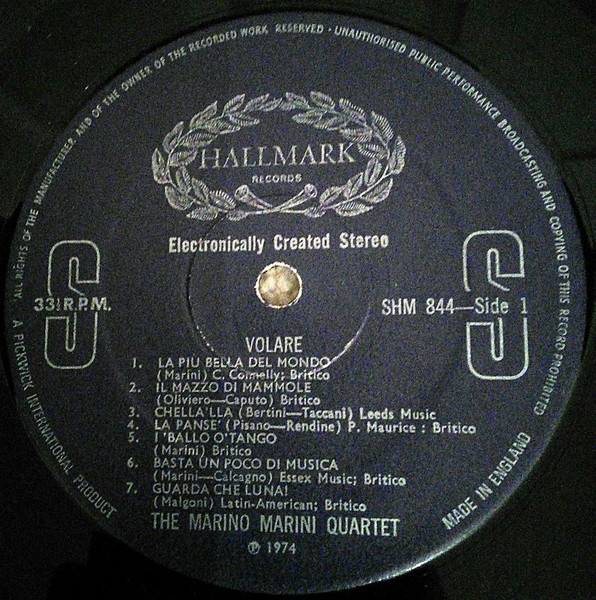 ALL RIGHTS OF THE MANUFACTURER AND OF THE OWNER OF THE RECORDED WORK RESERVED · UNAUTHORISED PUBLIC PERFORMANCE BROADCASTING AND COPYING OF THIS RECORD PROHIBITED
HALLMARK
RECORDS
Electronically Created Stereo
S
S
33⅓ R.P.M.
SHM 844—Side 1
VOLARE
1. LA PIU BELLA DEL MONDO
(Marini) C. Connelly; Britico
2. IL MAZZO DI MAMMOLE
(Oliviero—Caputo) Britico
3. CHELLA'LLA (Bertini—Taccani) Leeds Music
4. LA PANSE' (Pisano—Rendine) P. Maurice : Britico
5. I 'BALLO O'TANGO
(Marini) Britico
6. BASTA UN POCO DI MUSICA
(Marini—Calcagno) Essex Music; Britico
7. GUARDA CHE LUNA!
(Malgoni) Latin-American; Britico
THE MARINO MARINI QUARTET
℗ 1974
A PICKWICK INTERNATIONAL PRODUCT
MADE IN ENGLAND